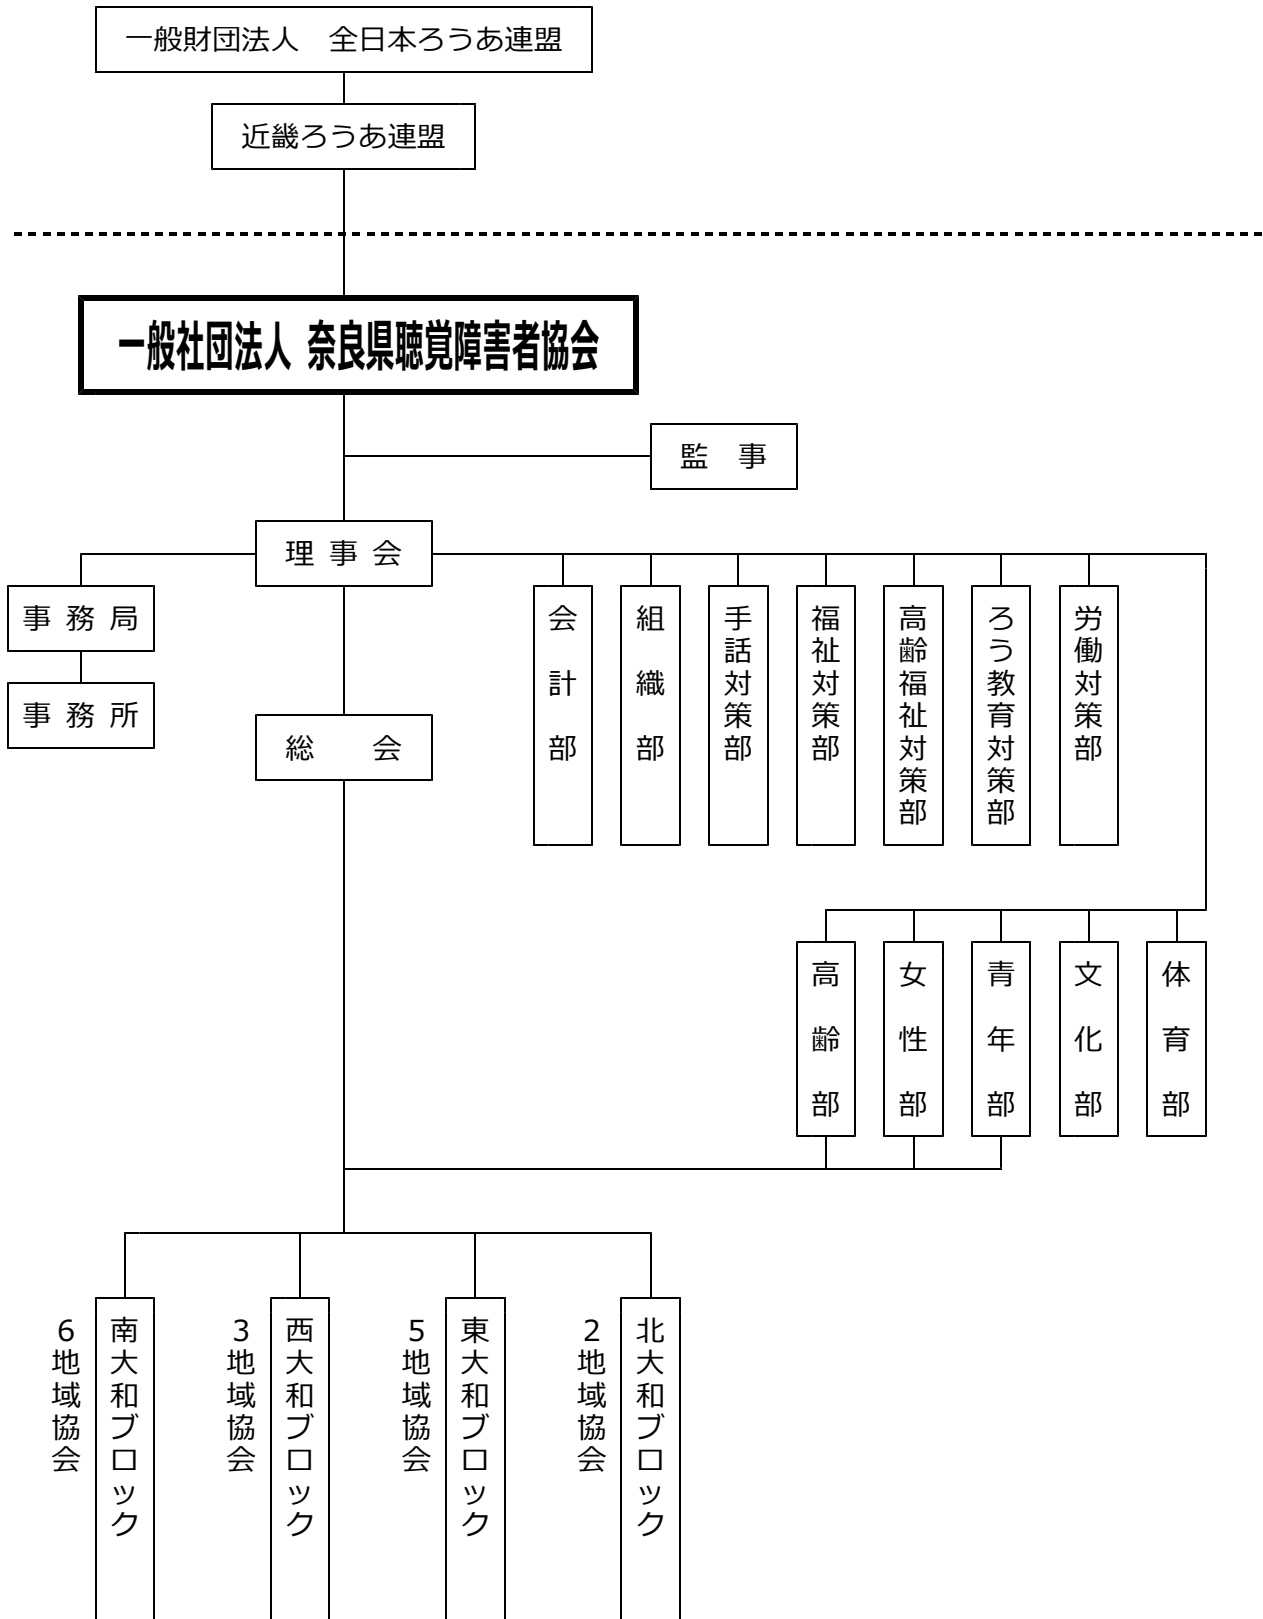 一般財団法人　全日本ろうあ連盟
近畿ろうあ連盟
一般社団法人 奈良県聴覚障害者協会
監　事
理 事 会
事 務 局
事 務 所
総　　会
会計部
組織部
手話対策部
福祉対策部
高齢福祉対策部
ろう教育対策部
労働対策部
高齢部
女性部
青年部
文化部
体育部
6地域協会
南大和ブロック
3地域協会
西大和ブロック
5地域協会
東大和ブロック
2地域協会
北大和ブロック